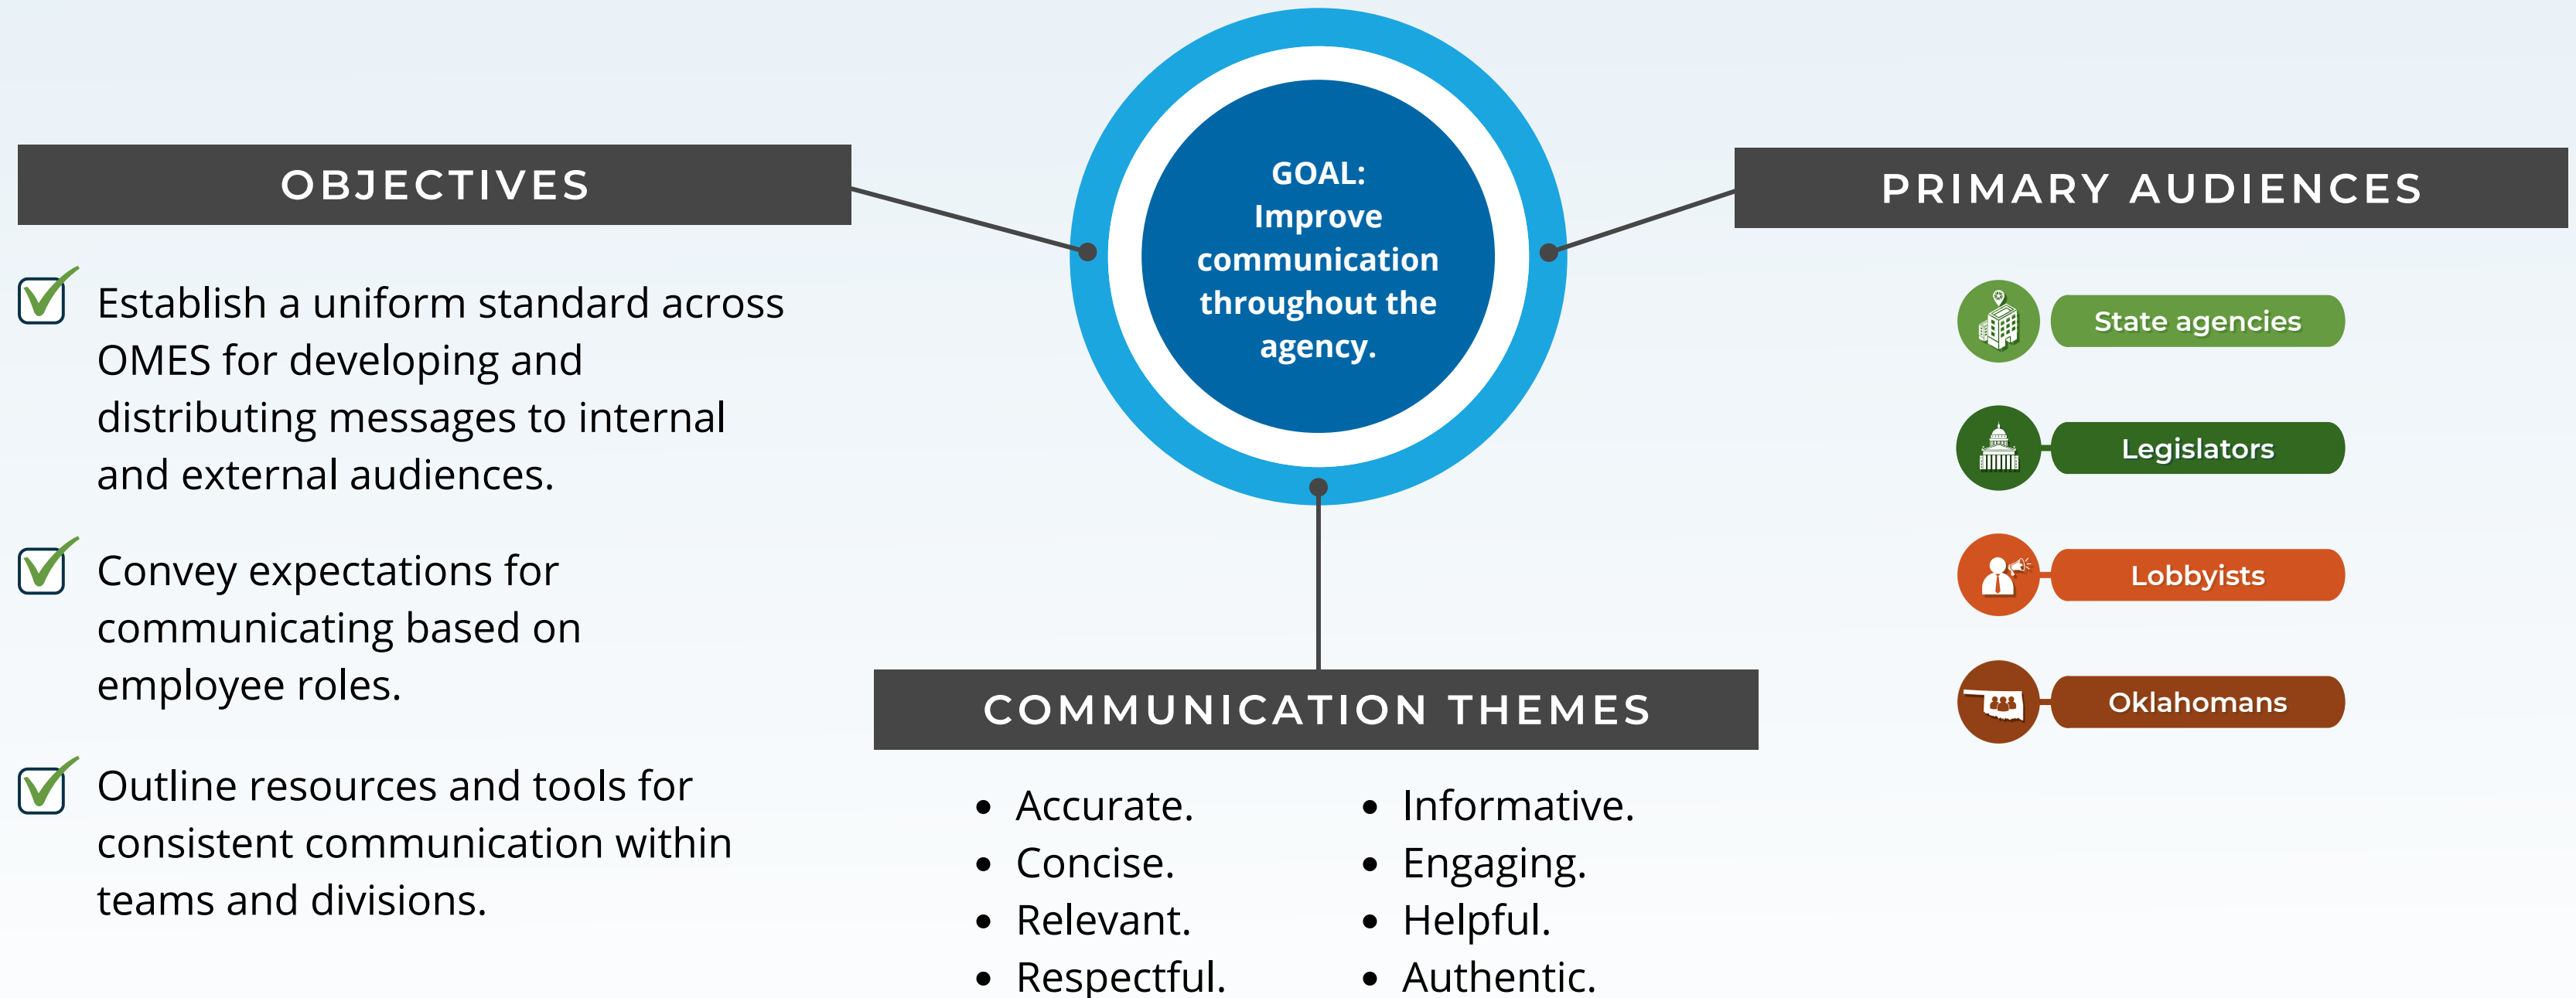 OBJECTIVES
Establish a uniform standard across
OMES for developing and
distributing messages to internal
and external audiences.
Convey expectations for
communicating based on
employee roles.
Outline resources and tools for
consistent communication within
teams and divisions.
GOAL:
Improve
communication
throughout the
agency.
COMMUNICATION THEMES
• Accurate.
• Concise.
• Relevant.
• Respectful.
• Informative.
• Engaging.
• Helpful.
• Authentic.
PRIMARY AUDIENCES
State agencies
Legislators
Lobbyists
Oklahomans